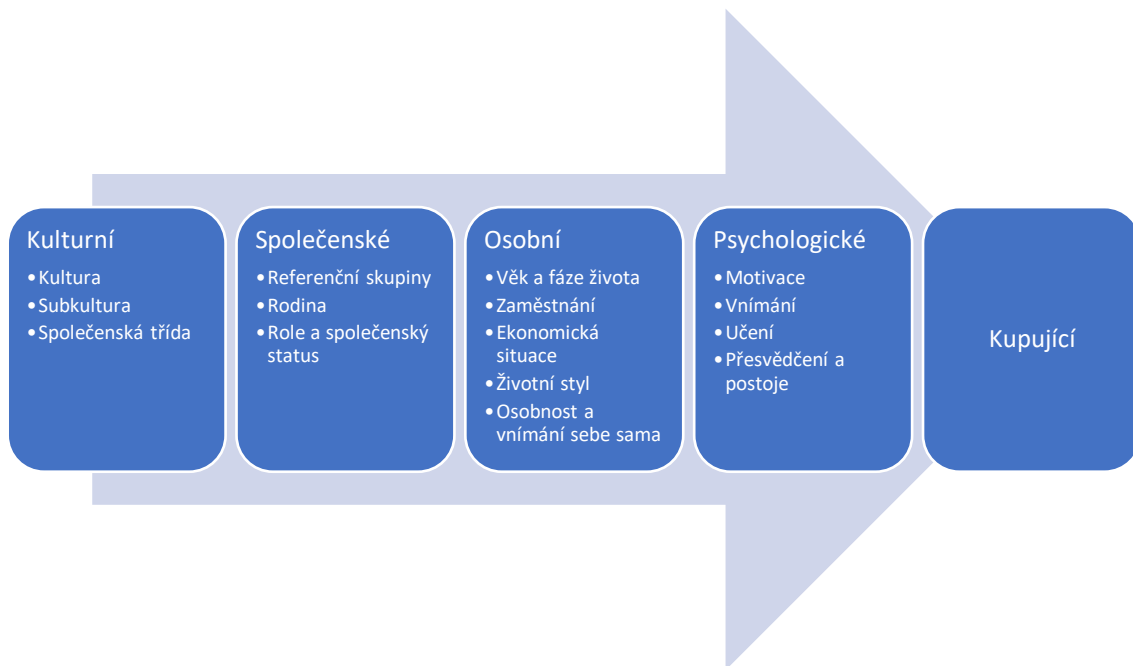 Kulturní
•Kultura
•Subkultura
•Společenská třída
Společenské
•Referenční skupiny
•Rodina
•Role a společenský
status
Osobní
•Věk a fáze života
•Zaměstnání
•Ekonomická
situace
•Životní styl
•Osobnost a
vnímání sebe sama
Psychologické
•Motivace
•Vnímání
•Učení
•Přesvědčení a
postoje
Kupující